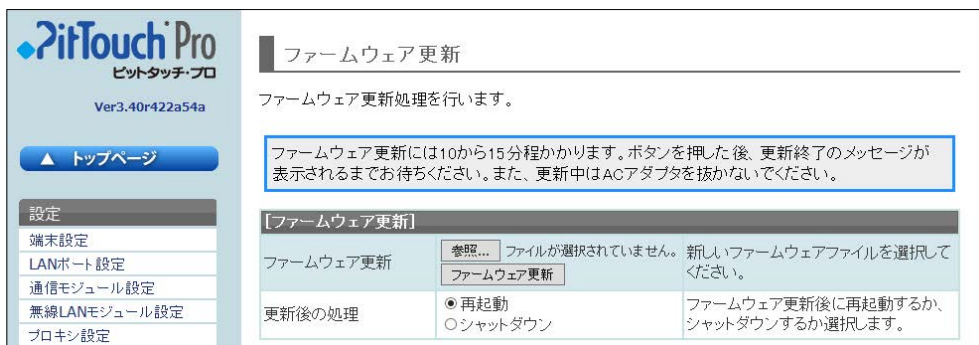 PitTouch Pro
ピットタッチ・プロ
Ver3.40r422a54a
▲ トップページ
設定
端末設定
LANポート設定
通信モジュール設定
無線LANモジュール設定
プロキシ設定
ファームウェア更新
ファームウェア更新処理を行います。
ファームウェア更新には10から15分程かかります。ボタンを押した後、更新終了のメッセージが
表示されるまでお待ちください。また、更新中はACアダプタを抜かないでください。
[ファームウェア更新]
ファームウェア更新
参照... ファイルが選択されていません。
ファームウェア更新
新しいファームウェアファイルを選択して
ください。
更新後の処理
再起動
シャットダウン
ファームウェア更新後に再起動するか、
シャットダウンするか選択します。